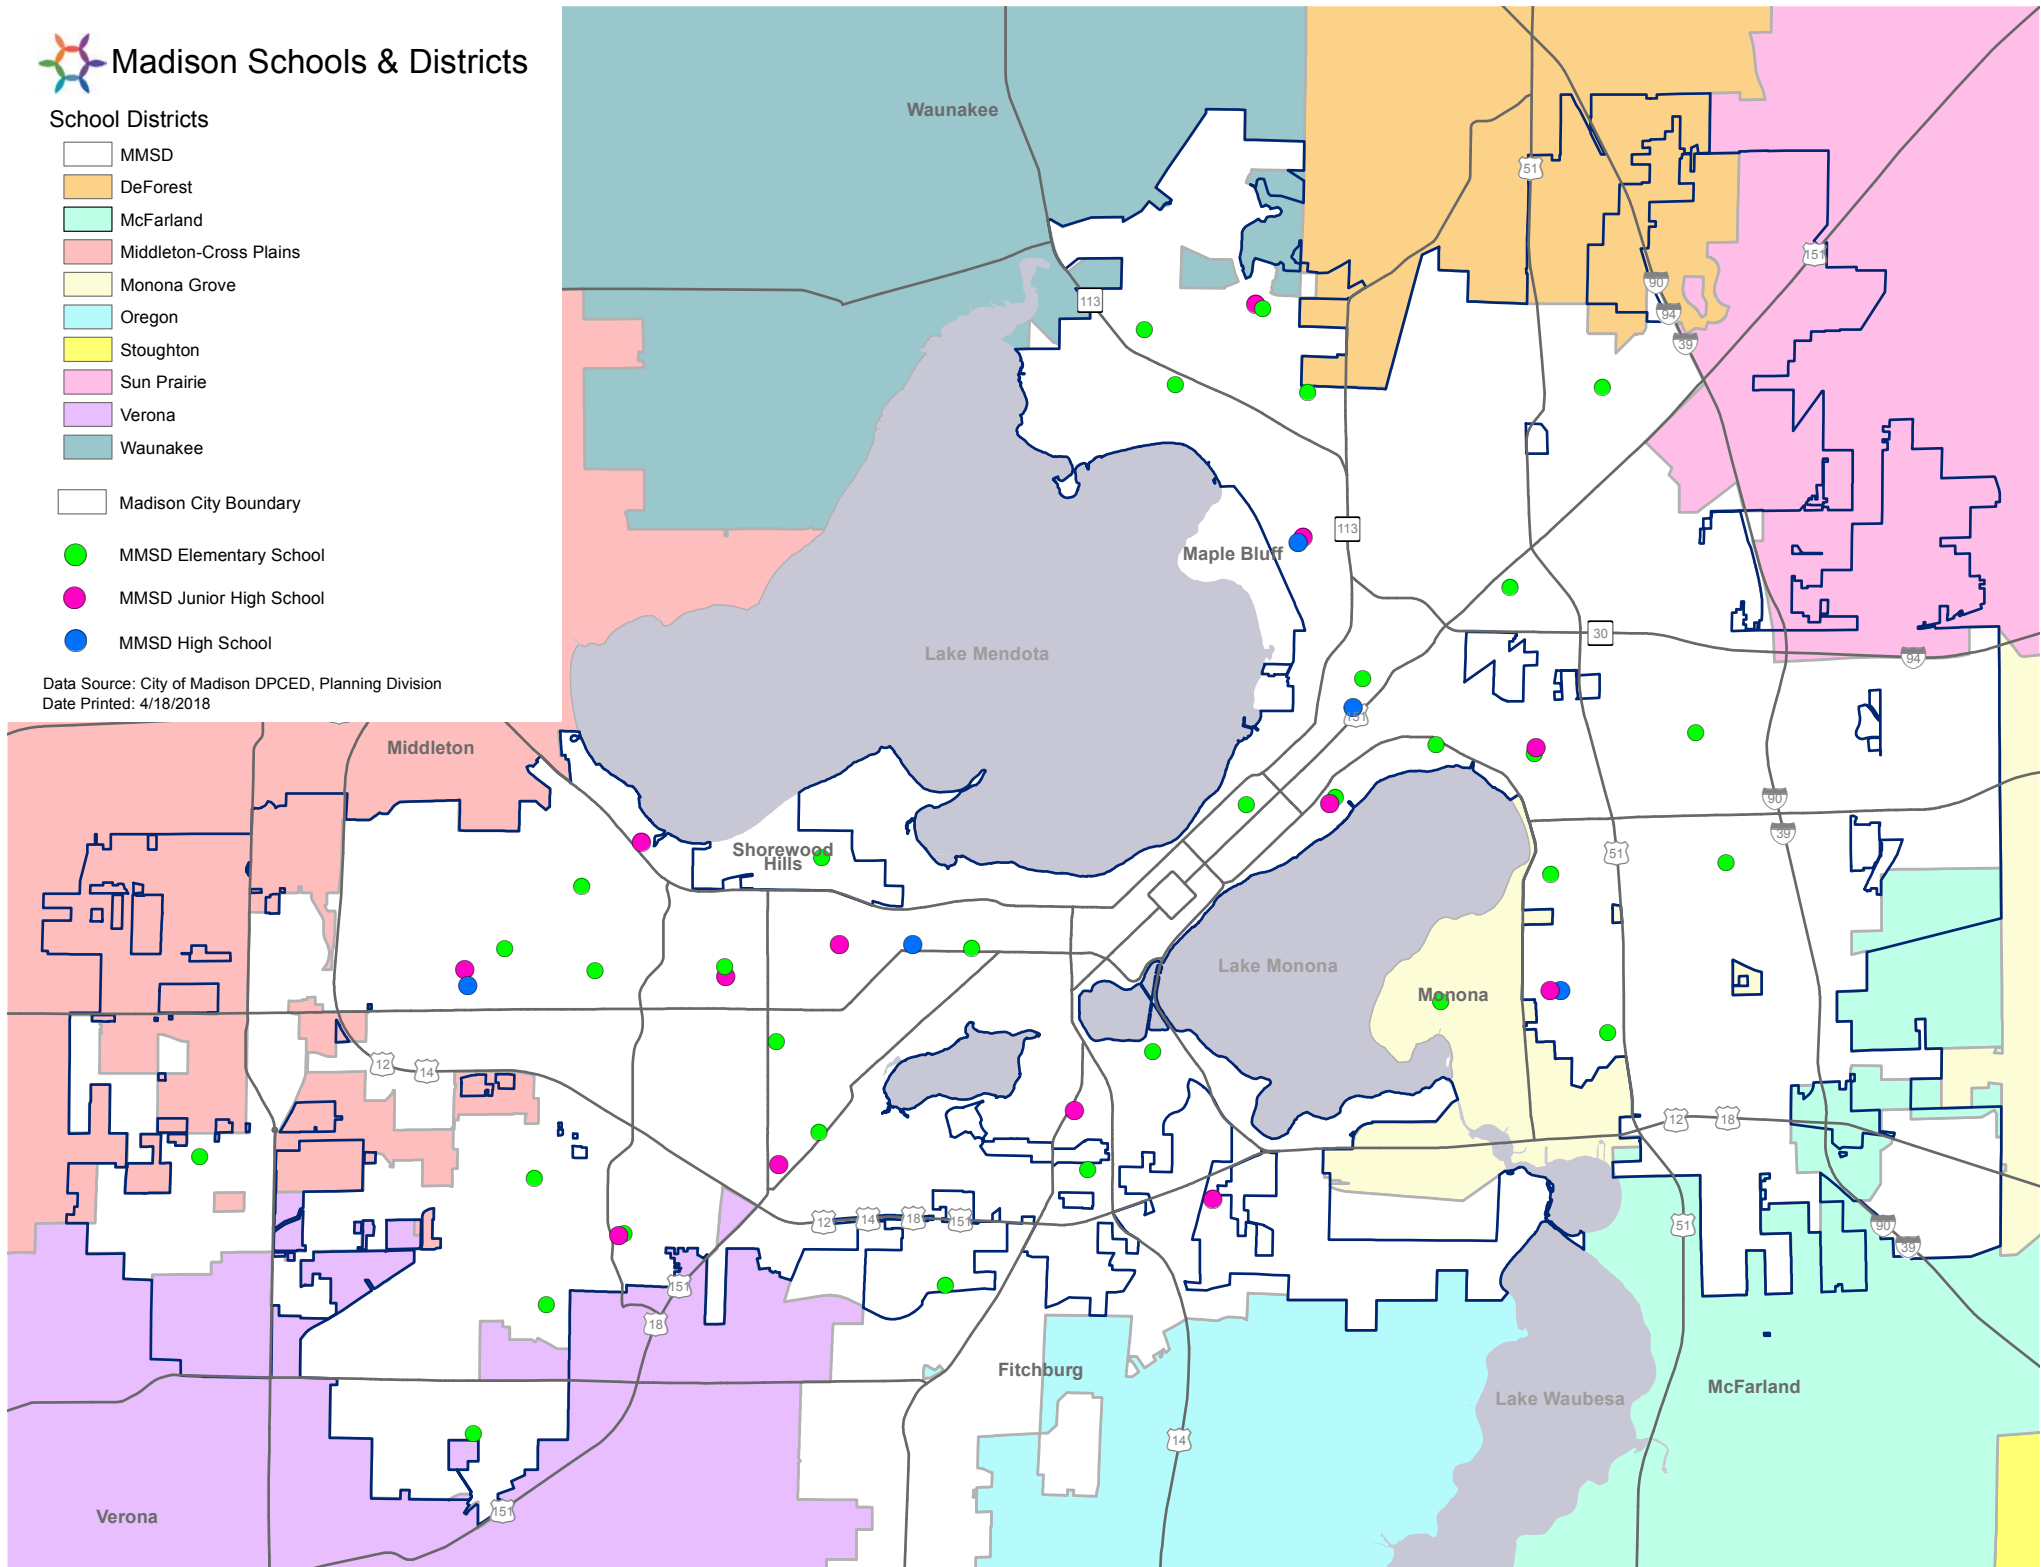 Madison Schools & Districts
School Districts
MMSD
DeForest
McFarland
Middleton-Cross Plains
Monona Grove
Oregon
Stoughton
Sun Prairie
Verona
Waunakee
Madison City Boundary
MMSD Elementary School
MMSD Junior High School
MMSD High School
Data Source: City of Madison DPCED, Planning Division
Date Printed: 4/18/2018
Waunakee
51
151
90
94
39
113
113
Maple Bluff
30
94
Lake Mendota
151
Middleton
90
39
51
Shorewood
Hills
Lake Monona
Monona
12
14
12
18
12
14
18
151
51
90
39
151
18
Fitchburg
Lake Waubesa
McFarland
14
151
Verona